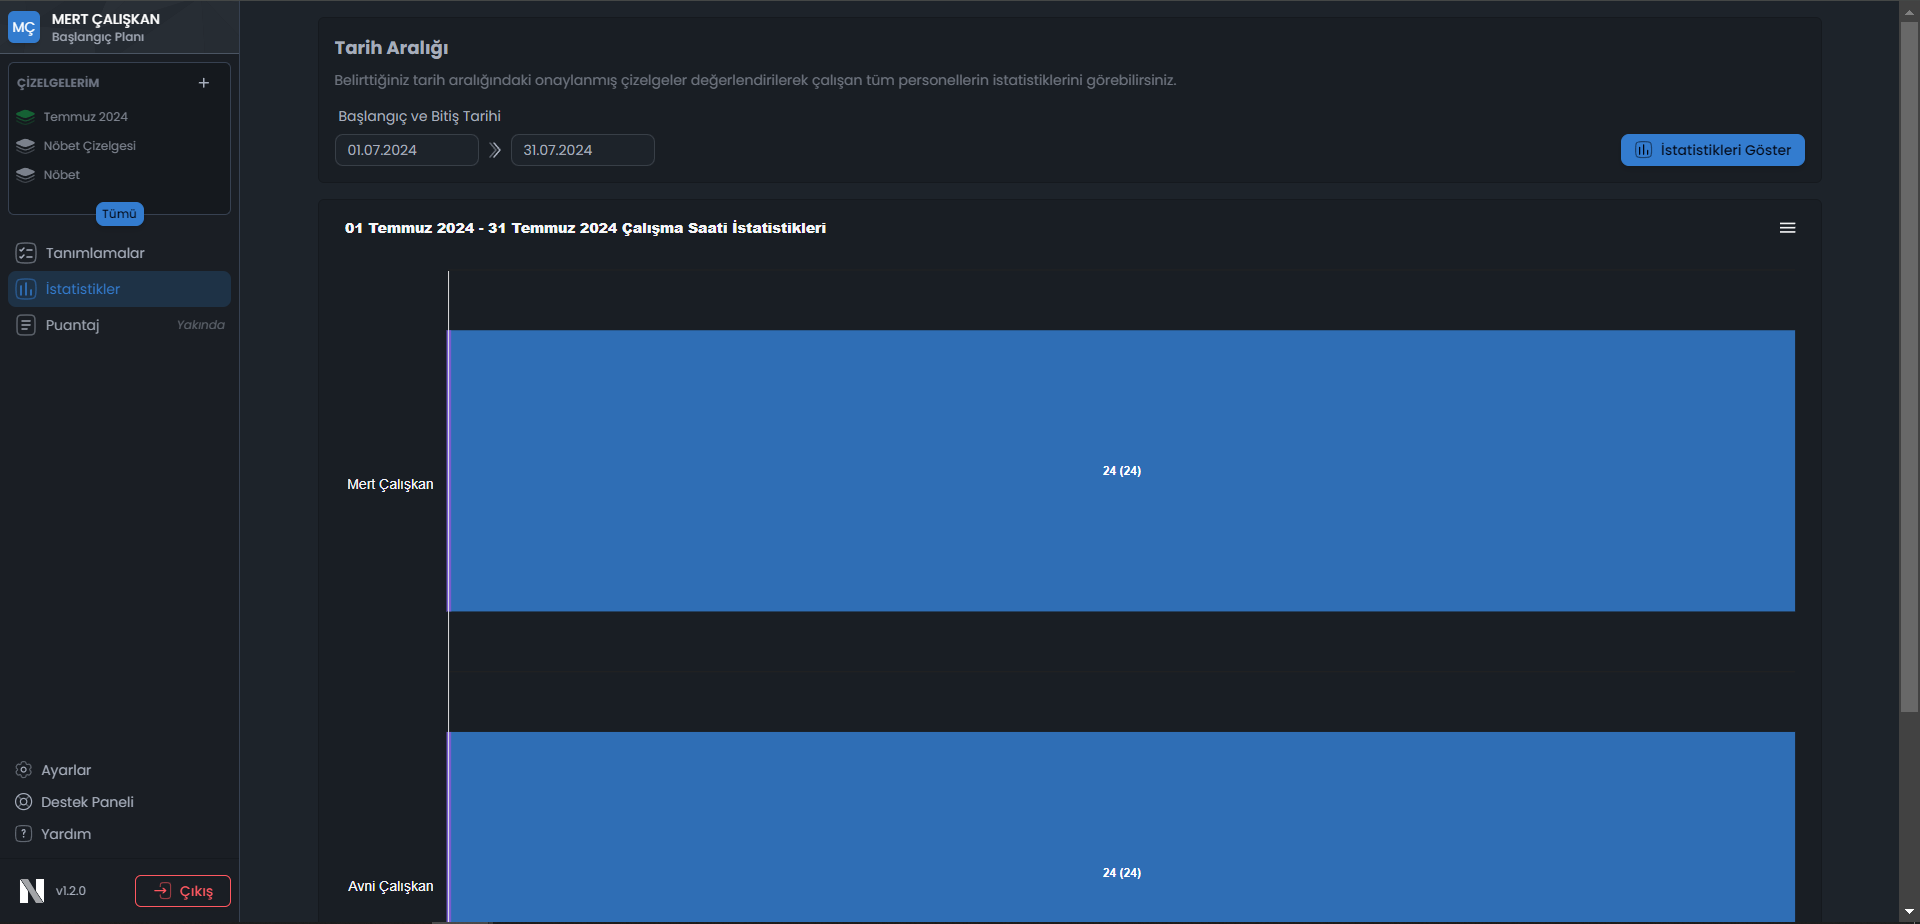 MÇ
MERT ÇALIŞKAN
Başlangıç Planı
ÇİZELGELERİM
+
Temmuz 2024
Nöbet Çizelgesi
Nöbet
Tümü
Tanımlamalar
İstatistikler
Puantaj Yakında
Ayarlar
Destek Paneli
? Yardım
N v1.2.0
Çıkış
Tarih Aralığı
Belirttiğiniz tarih aralığındaki onaylanmış çizelgeler değerlendirilerek çalışan tüm personellerin istatistiklerini görebilirsiniz.
Başlangıç ve Bitiş Tarihi
01.07.2024 31.07.2024
İstatistikleri Göster
01 Temmuz 2024 - 31 Temmuz 2024 Çalışma Saati İstatistikleri
24 (24)
Mert Çalışkan
24 (24)
Avni Çalışkan